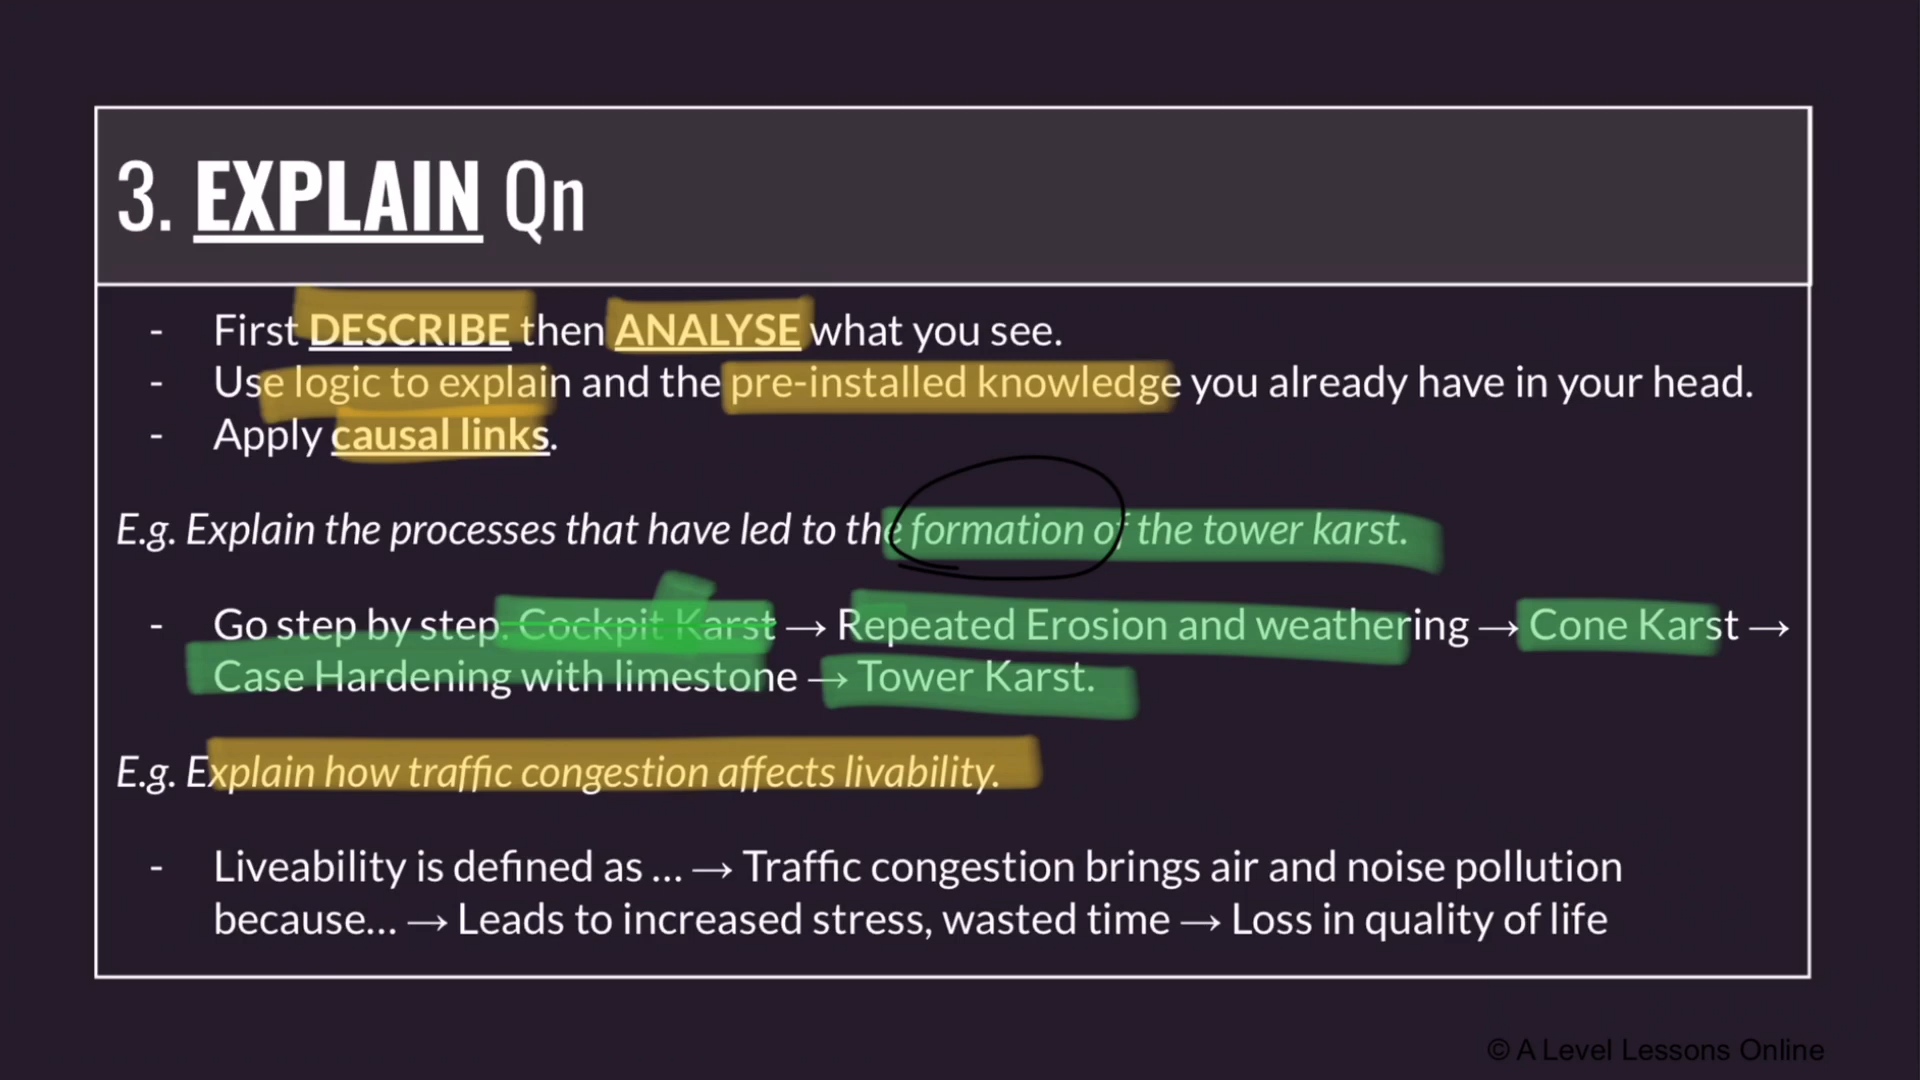 3. EXPLAIN Qn
- First DESCRIBE then ANALYSE what you see.
- Use logic to explain and the pre-installed knowledge you already have in your head.
- Apply causal links.
E.g. Explain the processes that have led to the formation of the tower karst.
- Go step by step. Cockpit Karst → Repeated Erosion and weathering → Cone Karst →
Case Hardening with limestone → Tower Karst.
E.g. Explain how traffic congestion affects livability.
- Liveability is defined as ... → Traffic congestion brings air and noise pollution
because... → Leads to increased stress, wasted time → Loss in quality of life
© A Level Lessons Online